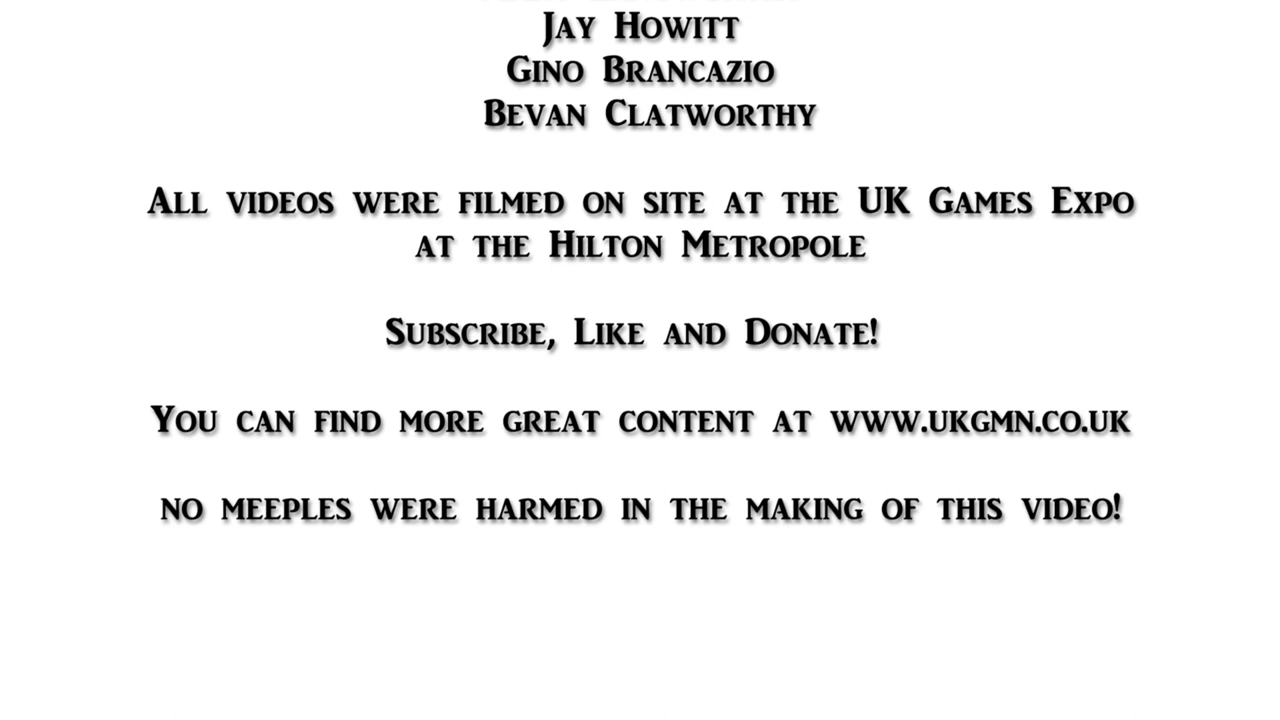 Jay Howitt
Gino Brancazio
Bevan Clatworthy
All videos were filmed on site at the UK Games Expo
at the Hilton Metropole
Subscribe, Like and Donate!
You can find more great content at www.ukgmn.co.uk
no meeples were harmed in the making of this video!